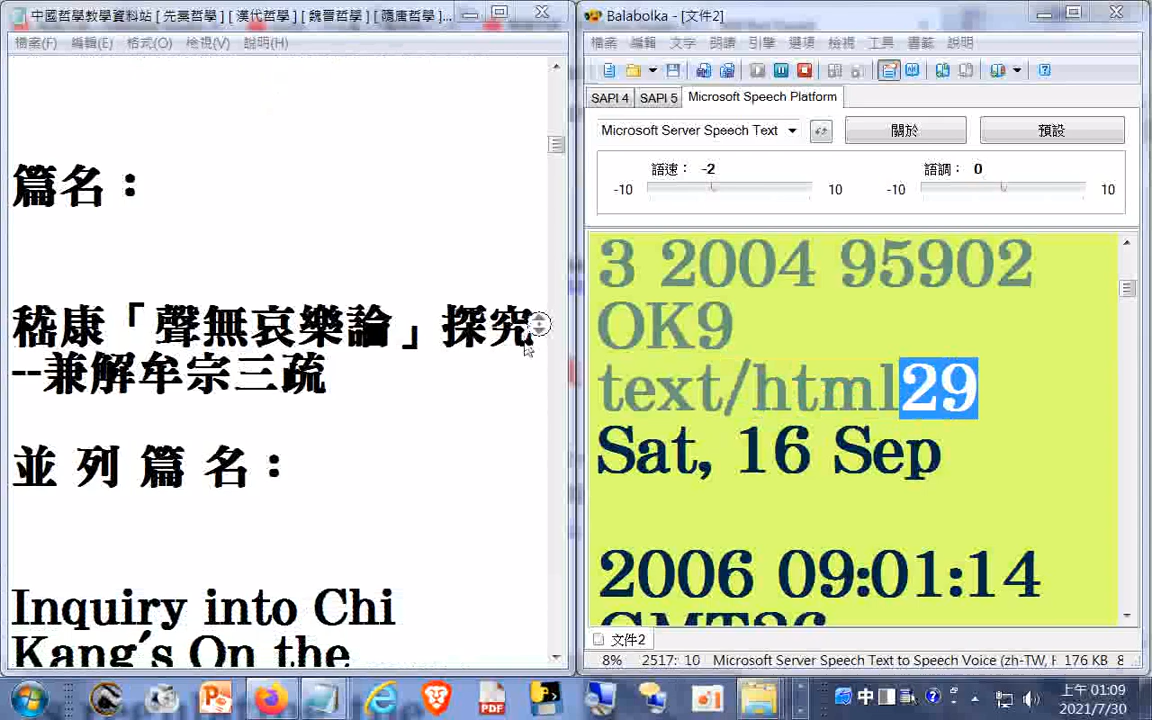 中國哲學教學資料站 [ 先秦哲學 ] [ 漢代哲學 ] [ 魏晉哲學 ] [ 隋唐哲學 ]...
檔案(F) 編輯(E) 格式(O) 檢視(V) 說明(H)
篇名：
嵇康「聲無哀樂論」探究
--兼解牟宗三疏
並 列 篇 名：
Inquiry into Chi
Kang's On the
Balabolka - [文件2]
檔案 編輯 文字 朗讀 引擎 選項 檢視 工具 書籤 說明
SAPI 4 SAPI 5 Microsoft Speech Platform
Microsoft Server Speech Text 關於 預設
語速： -2 語調： 0
-10 10 -10 10
3 2004 95902
OK9
text/html29
Sat, 16 Sep
2006 09:01:14
GMT26
文件2
8% 2517: 10 Microsoft Server Speech Text to Speech Voice (zh-TW, 176 KB 8
中
上午 01:09
2021/7/30